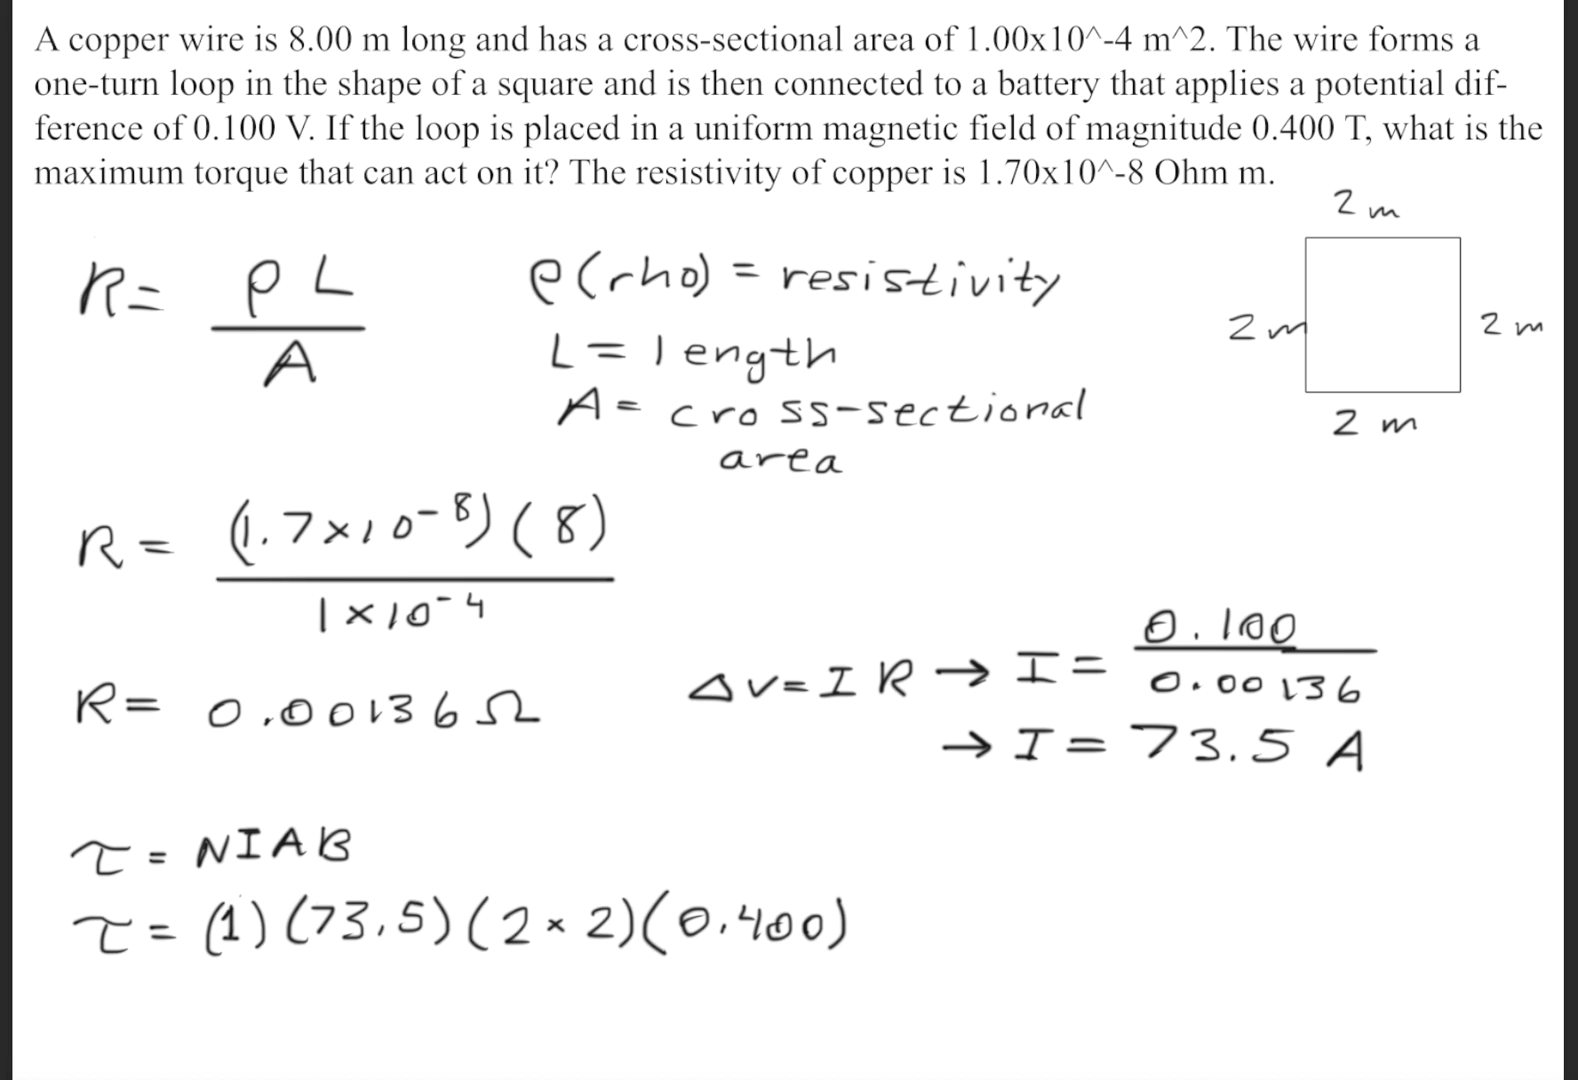 A copper wire is 8.00 m long and has a cross-sectional area of 1.00x10^-4 m^2. The wire forms a
one-turn loop in the shape of a square and is then connected to a battery that applies a potential dif-
ference of 0.100 V. If the loop is placed in a uniform magnetic field of magnitude 0.400 T, what is the
maximum torque that can act on it? The resistivity of copper is 1.70x10^-8 Ohm m.
2 m
R = ρL / A
ρ(rho) = resistivity
2 m
2 m
L = length
A = cross-sectional
2 m
area
R = (1.7×10^-8)(8) / 1×10^-4
R = 0.00136 Ω
ΔV = IR → I = 0.100 / 0.00136
→ I = 73.5 A
τ = NIAB
τ = (1)(73.5)(2×2)(0.400)